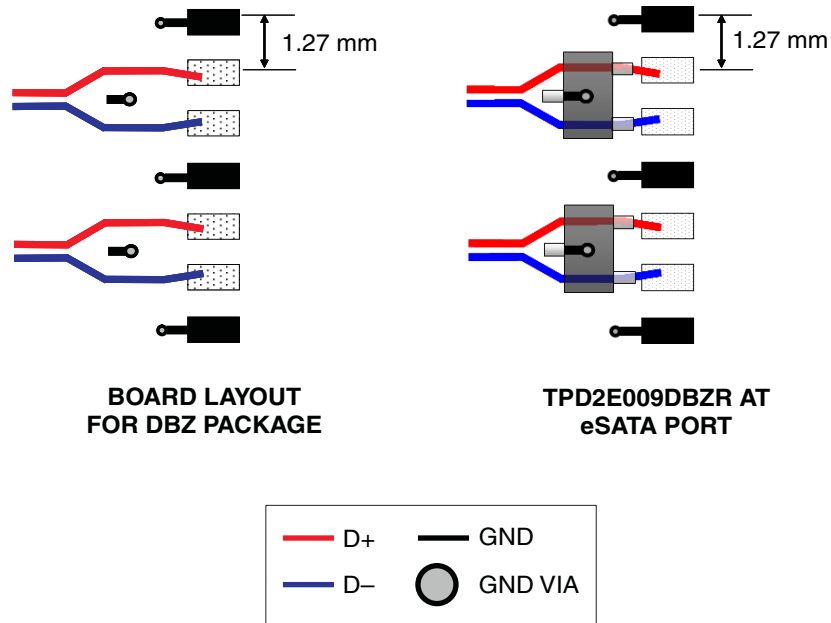 1.27 mm
1.27 mm
BOARD LAYOUT
FOR DBZ PACKAGE
TPD2E009DBZR AT
eSATA PORT
D+
GND
D–
GND VIA